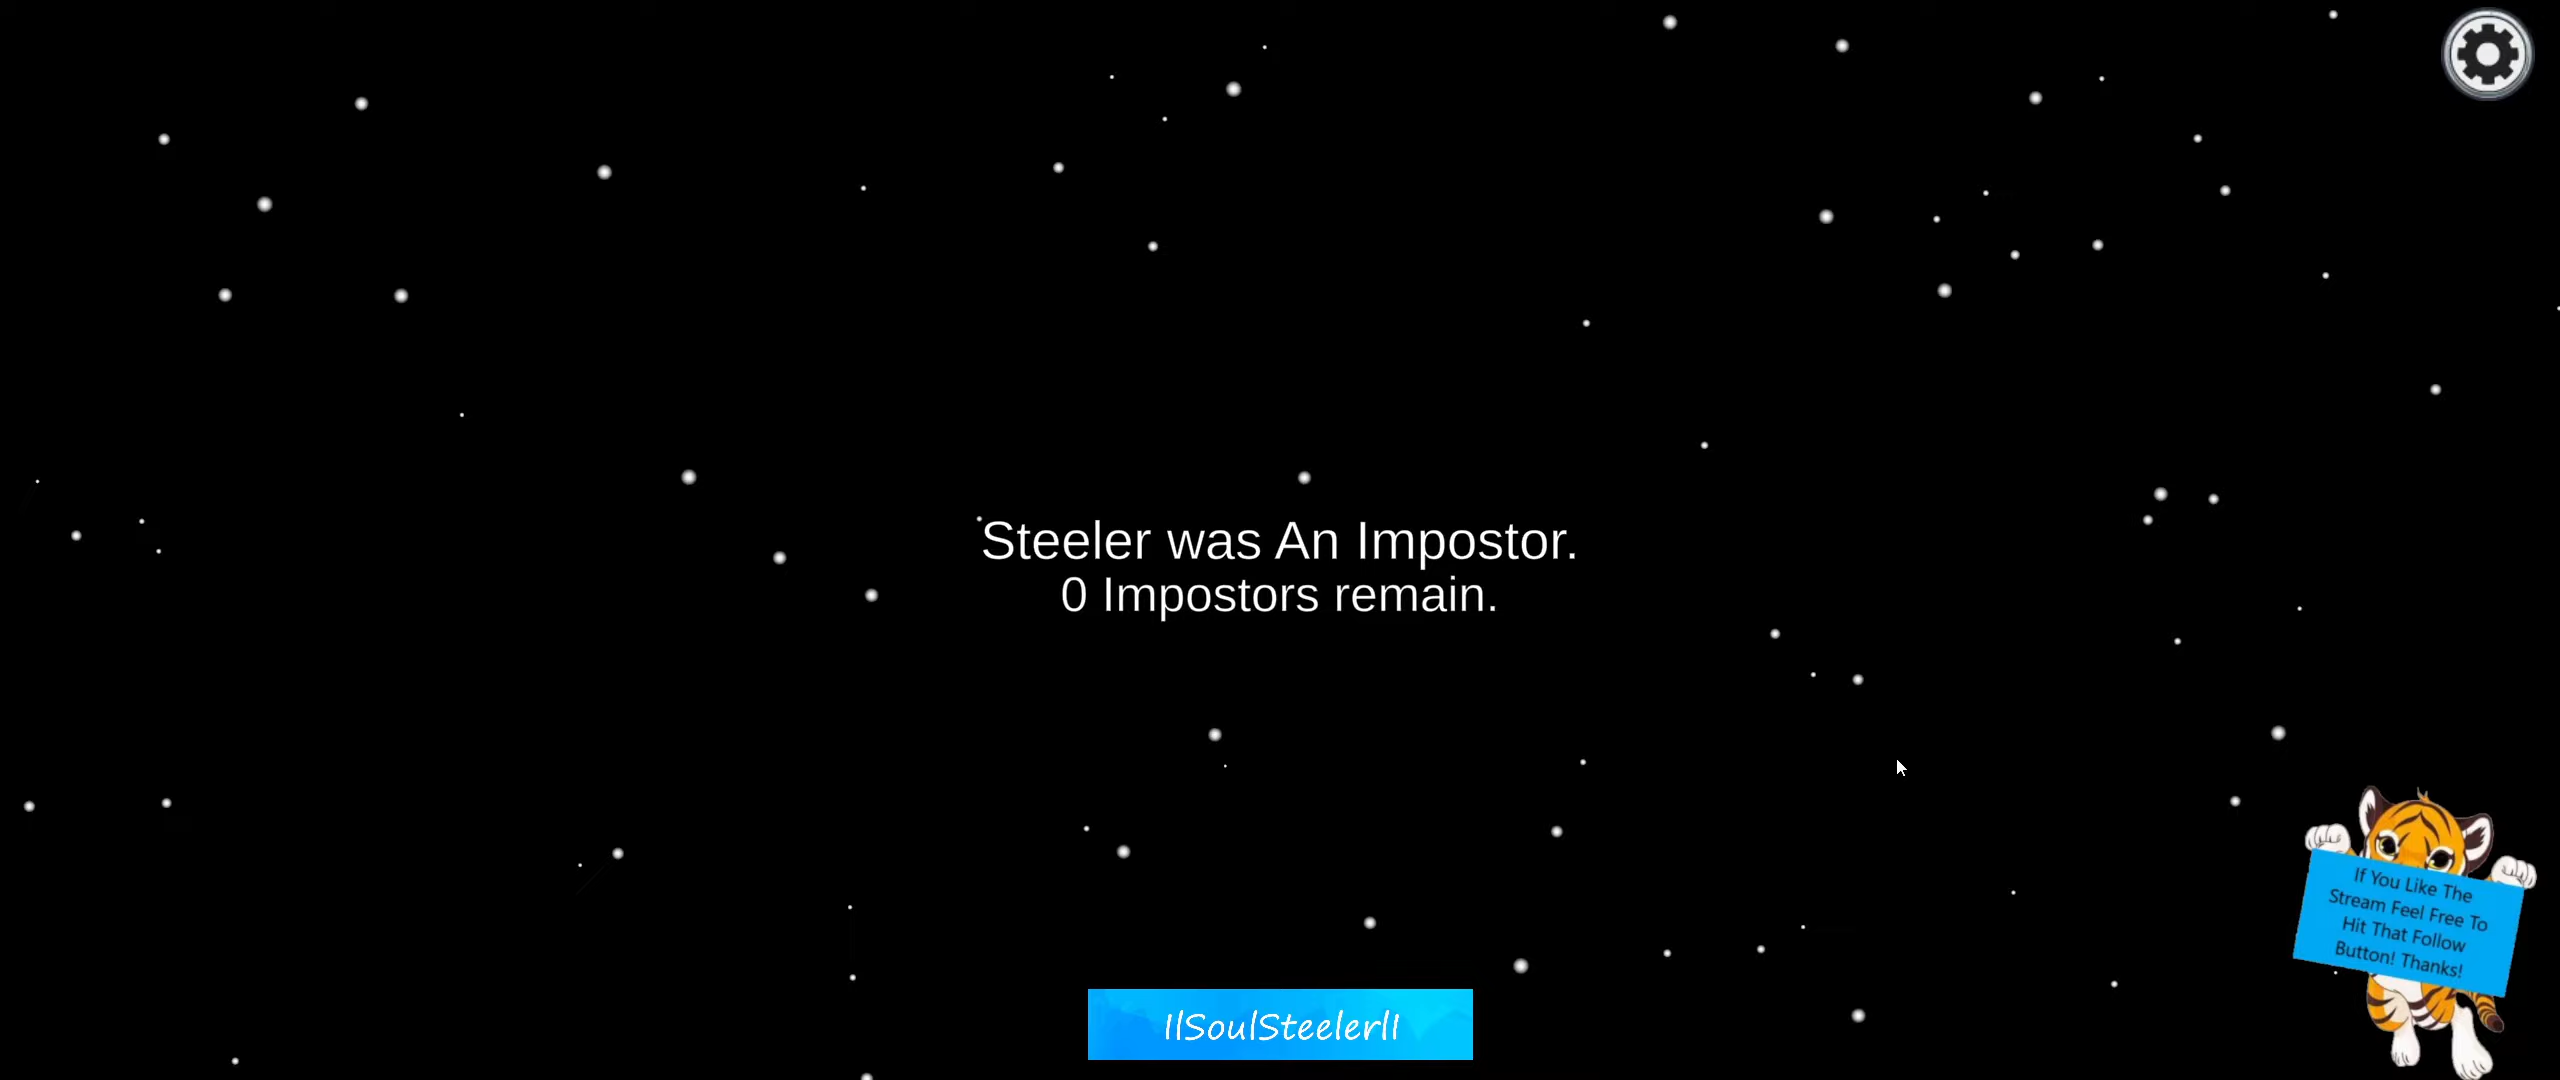 Steeler was An Impostor.
0 Impostors remain.
If You Like The
Stream Feel Free To
Hit That Follow
Button! Thanks!
IlSoulSteelerlI